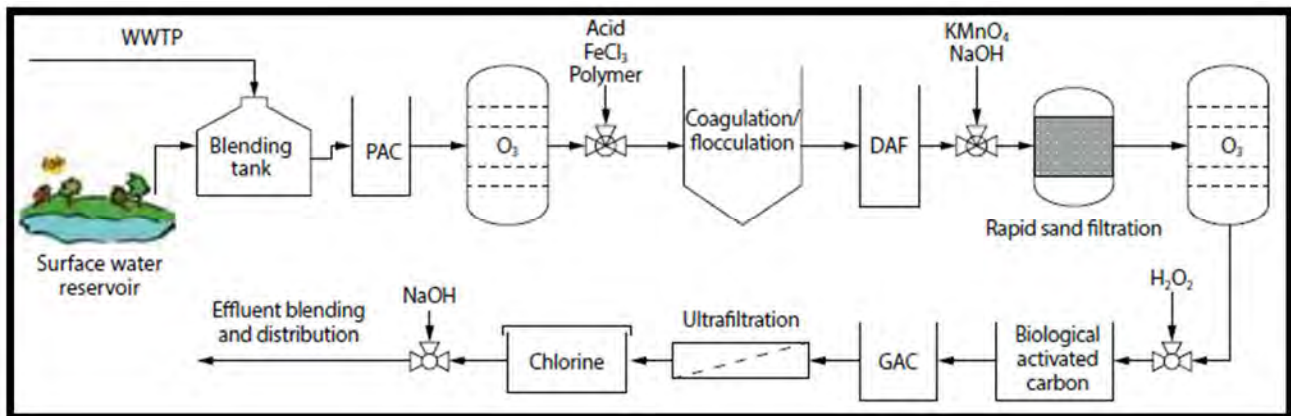 WWTP
Blending
tank
Surface water
reservoir
PAC
O₃
Acid
FeCl₃
Polymer
Coagulation/
flocculation
DAF
KMnO₄
NaOH
Rapid sand filtration
O₃
H₂O₂
Biological
activated
carbon
GAC
Ultrafiltration
Chlorine
NaOH
Effluent blending
and distribution